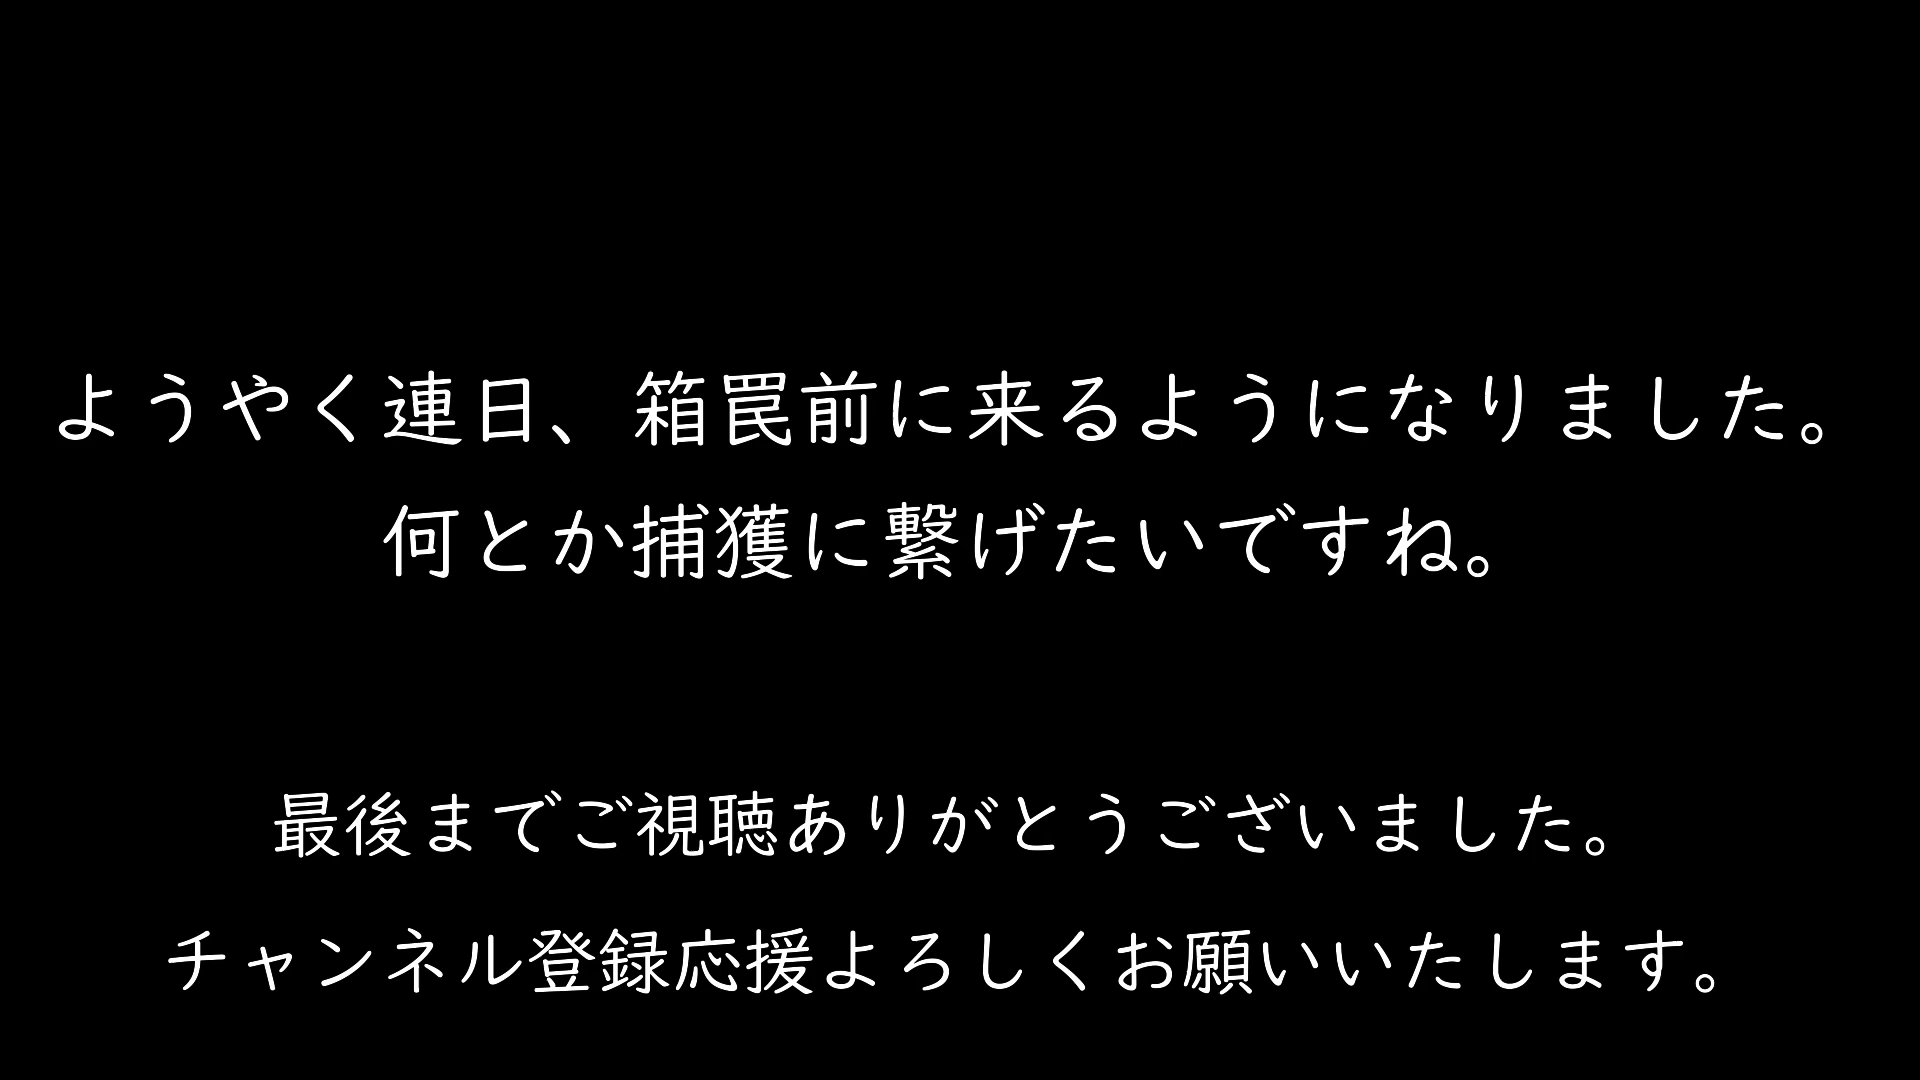 ようやく連日、箱罠前に来るようになりました。
何とか捕獲に繋げたいですね。
最後までご視聴ありがとうございました。
チャンネル登録応援よろしくお願いいたします。